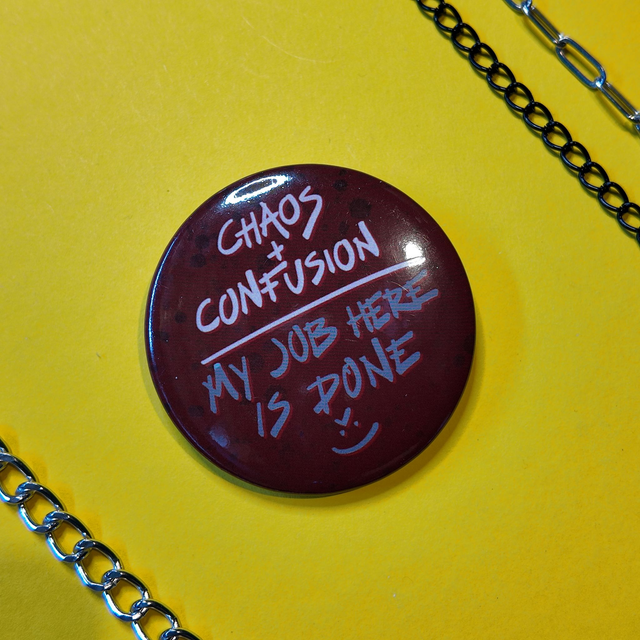 CHAOS
+
CONFUSION
MY JOB HERE
IS DONE